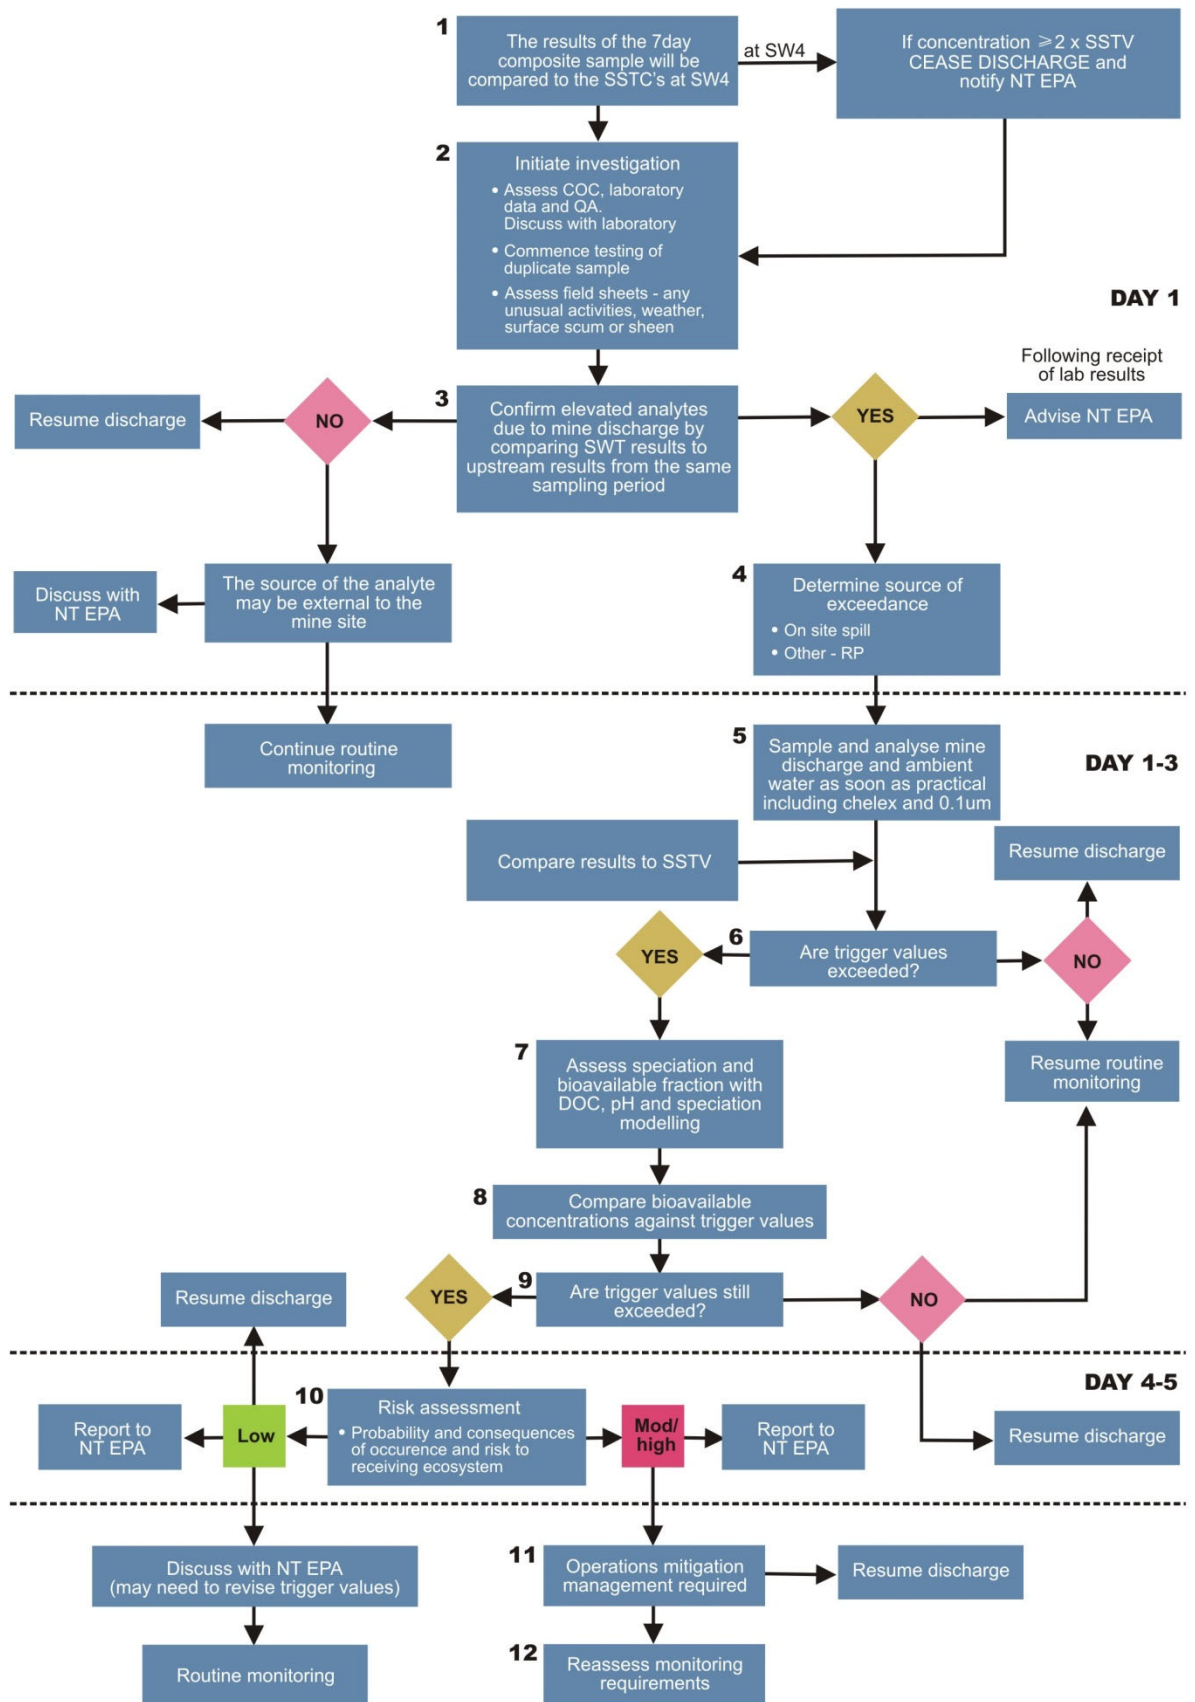 1
The results of the 7day
composite sample will be
compared to the SSTC's at SW4
at SW4
If concentration ⩾2 x SSTV
CEASE DISCHARGE and
notify NT EPA
2
Initiate investigation
• Assess COC, laboratory
data and QA.
Discuss with laboratory
• Commence testing of
duplicate sample
• Assess field sheets - any
unusual activities, weather,
surface scum or sheen
DAY 1
Resume discharge
NO
3
Confirm elevated analytes
due to mine discharge by
comparing SWT results to
upstream results from the same
sampling period
YES
Following receipt
of lab results
Advise NT EPA
Discuss with
NT EPA
The source of the analyte
may be external to the
mine site
4
Determine source of
exceedance
• On site spill
• Other - RP
Continue routine
monitoring
5
Sample and analyse mine
discharge and ambient
water as soon as practical
including chelex and 0.1um
DAY 1-3
Compare results to SSTV
Resume discharge
YES
6
Are trigger values
exceeded?
NO
7
Assess speciation and
bioavailable fraction with
DOC, pH and speciation
modelling
Resume routine
monitoring
8
Compare bioavailable
concentrations against trigger values
Resume discharge
YES
9
Are trigger values still
exceeded?
NO
DAY 4-5
Report to
NT EPA
Low
10
Risk assessment
• Probability and consequences
of occurence and risk to
receiving ecosystem
Mod/
high
Report to
NT EPA
Resume discharge
Discuss with NT EPA
(may need to revise trigger values)
11
Operations mitigation
management required
Resume discharge
Routine monitoring
12
Reassess monitoring
requirements